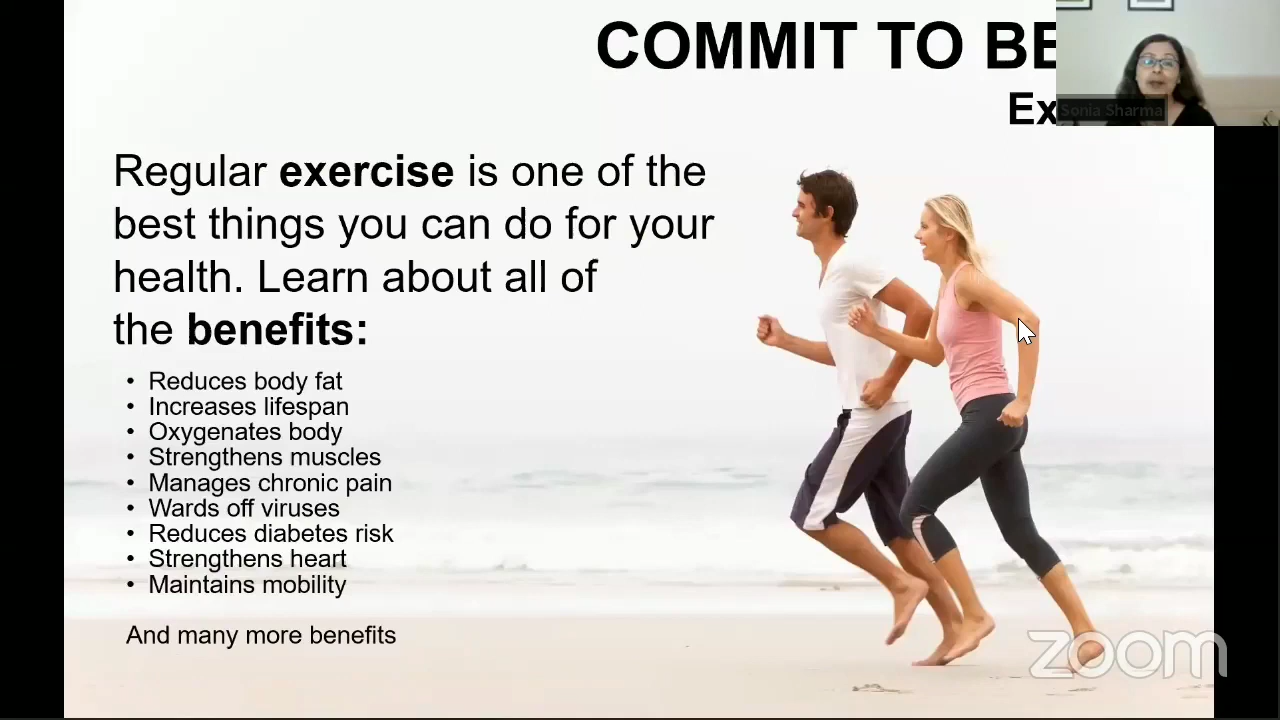 COMMIT TO BE
Ex
Sonia Sharma
Regular exercise is one of the
best things you can do for your
health. Learn about all of
the benefits:
• Reduces body fat
• Increases lifespan
• Oxygenates body
• Strengthens muscles
• Manages chronic pain
• Wards off viruses
• Reduces diabetes risk
• Strengthens heart
• Maintains mobility
And many more benefits
zoom